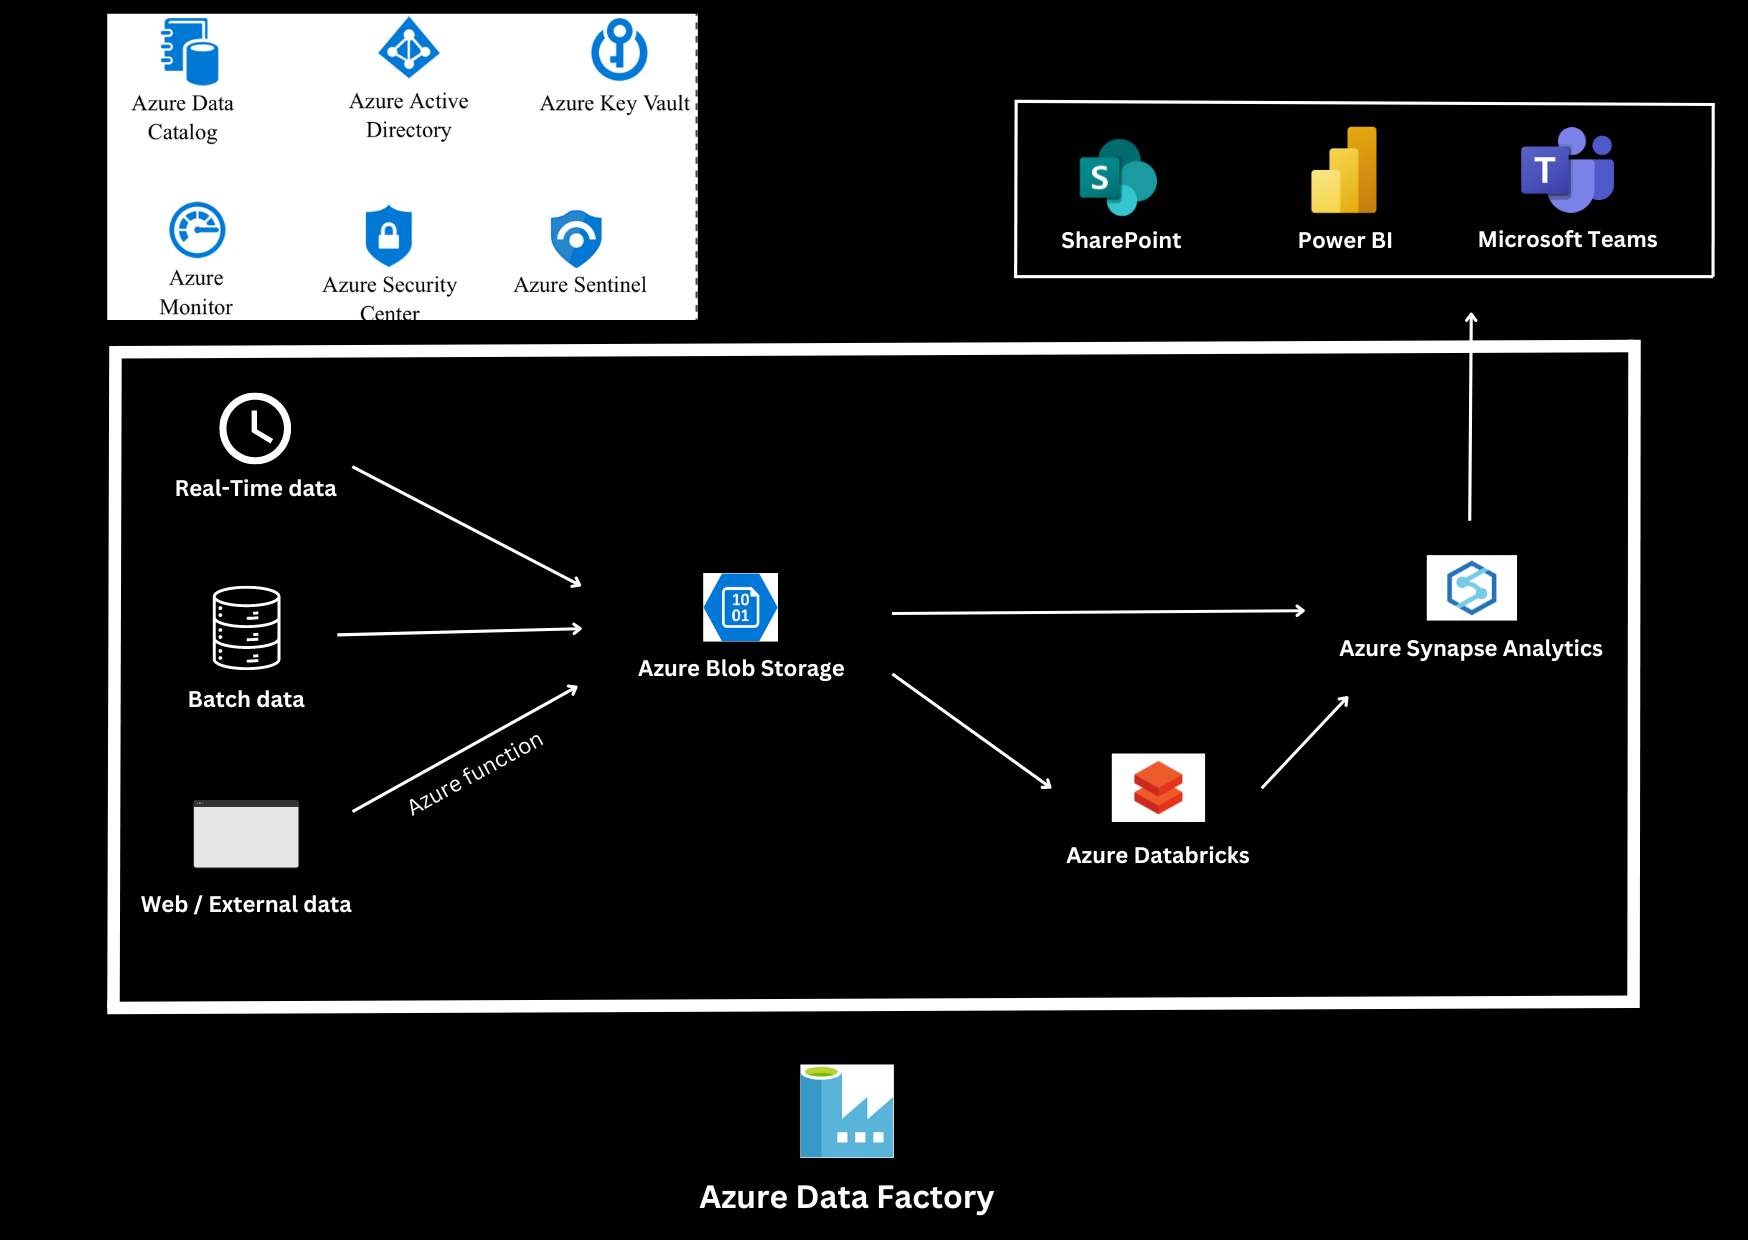 Azure Data
Catalog
Azure Active
Directory
Azure Key Vault
Azure
Monitor
Azure Security
Center
Azure Sentinel
S
SharePoint
Power BI
T
Microsoft Teams
Real-Time data
Batch data
Azure function
Web / External data
10
01
Azure Blob Storage
Azure Synapse Analytics
Azure Databricks
Azure Data Factory